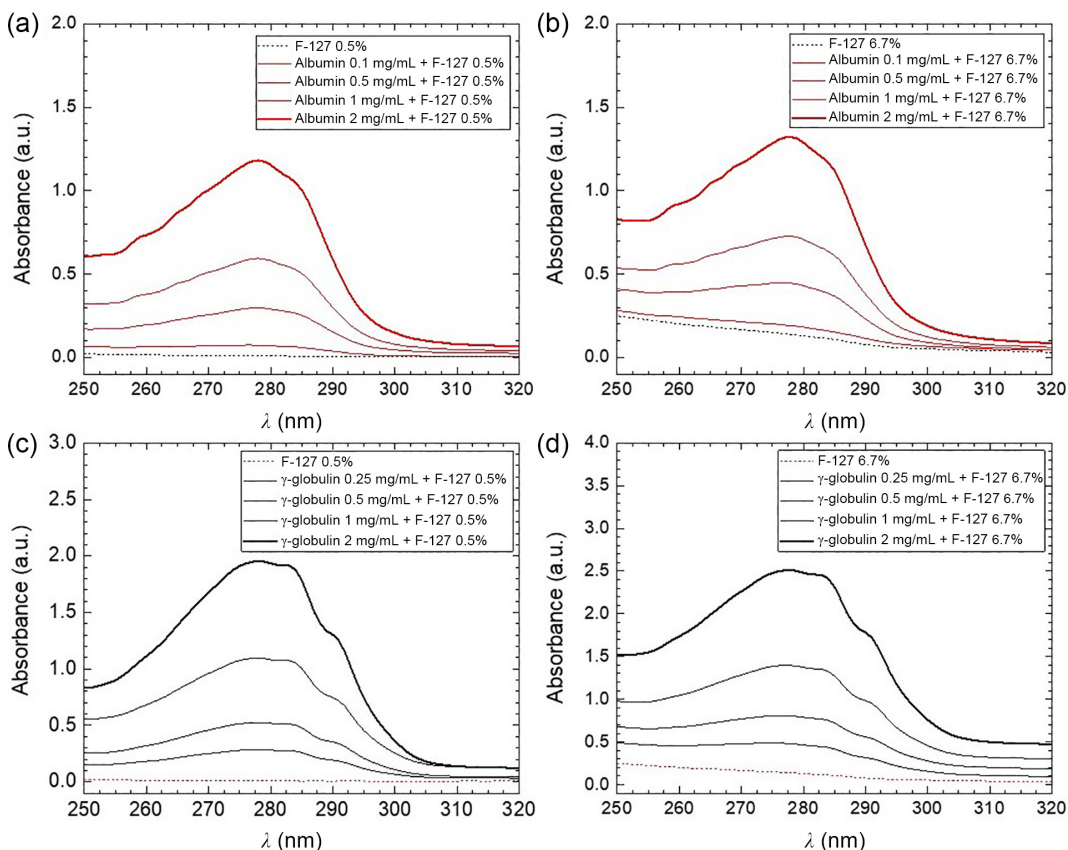 (a)
2.0
1.5
1.0
0.5
0.0
Absorbance (a.u.)
F-127 0.5%
Albumin 0.1 mg/mL + F-127 0.5%
Albumin 0.5 mg/mL + F-127 0.5%
Albumin 1 mg/mL + F-127 0.5%
Albumin 2 mg/mL + F-127 0.5%
250 260 270 280 290 300 310 320
λ (nm)
(b)
2.0
1.5
1.0
0.5
0.0
Absorbance (a.u.)
F-127 6.7%
Albumin 0.1 mg/mL + F-127 6.7%
Albumin 0.5 mg/mL + F-127 6.7%
Albumin 1 mg/mL + F-127 6.7%
Albumin 2 mg/mL + F-127 6.7%
250 260 270 280 290 300 310 320
λ (nm)
(c)
3.0
2.5
2.0
1.5
1.0
0.5
0.0
Absorbance (a.u.)
F-127 0.5%
γ-globulin 0.25 mg/mL + F-127 0.5%
γ-globulin 0.5 mg/mL + F-127 0.5%
γ-globulin 1 mg/mL + F-127 0.5%
γ-globulin 2 mg/mL + F-127 0.5%
250 260 270 280 290 300 310 320
λ (nm)
(d)
4.0
3.5
3.0
2.5
2.0
1.5
1.0
0.5
0.0
Absorbance (a.u.)
F-127 6.7%
γ-globulin 0.25 mg/mL + F-127 6.7%
γ-globulin 0.5 mg/mL + F-127 6.7%
γ-globulin 1 mg/mL + F-127 6.7%
γ-globulin 2 mg/mL + F-127 6.7%
250 260 270 280 290 300 310 320
λ (nm)